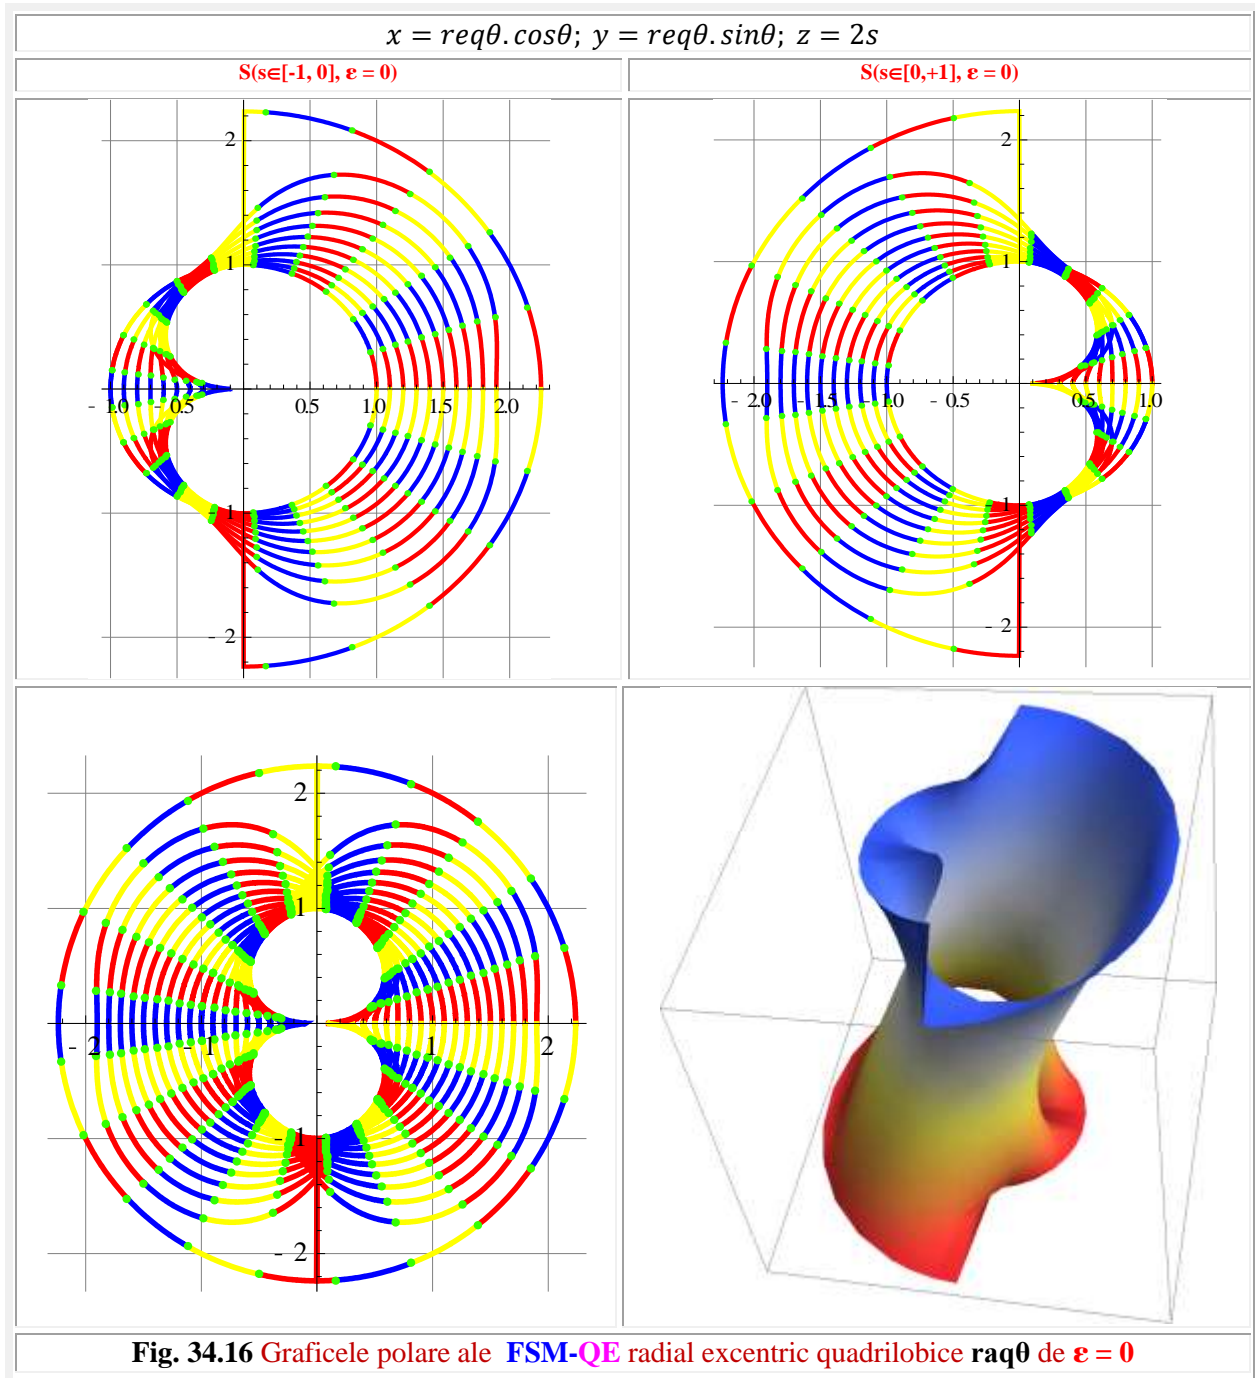 x = reqθ.cosθ; y = reqθ.sinθ; z = 2s
S(s∈[-1, 0], ε = 0)
S(s∈[0,+1], ε = 0)
2
1
- 1.0 - 0.5 0.5 1.0 1.5 2.0
- 1
- 2
2
1
- 2.0 - 1.5 - 1.0 - 0.5 0.5 1.0
- 1
- 2
2
1
- 2 - 1 1 2
- 1
- 2
Fig. 34.16 Graficele polare ale FSM-QE radial excentric quadrilobice raqθ de ε = 0